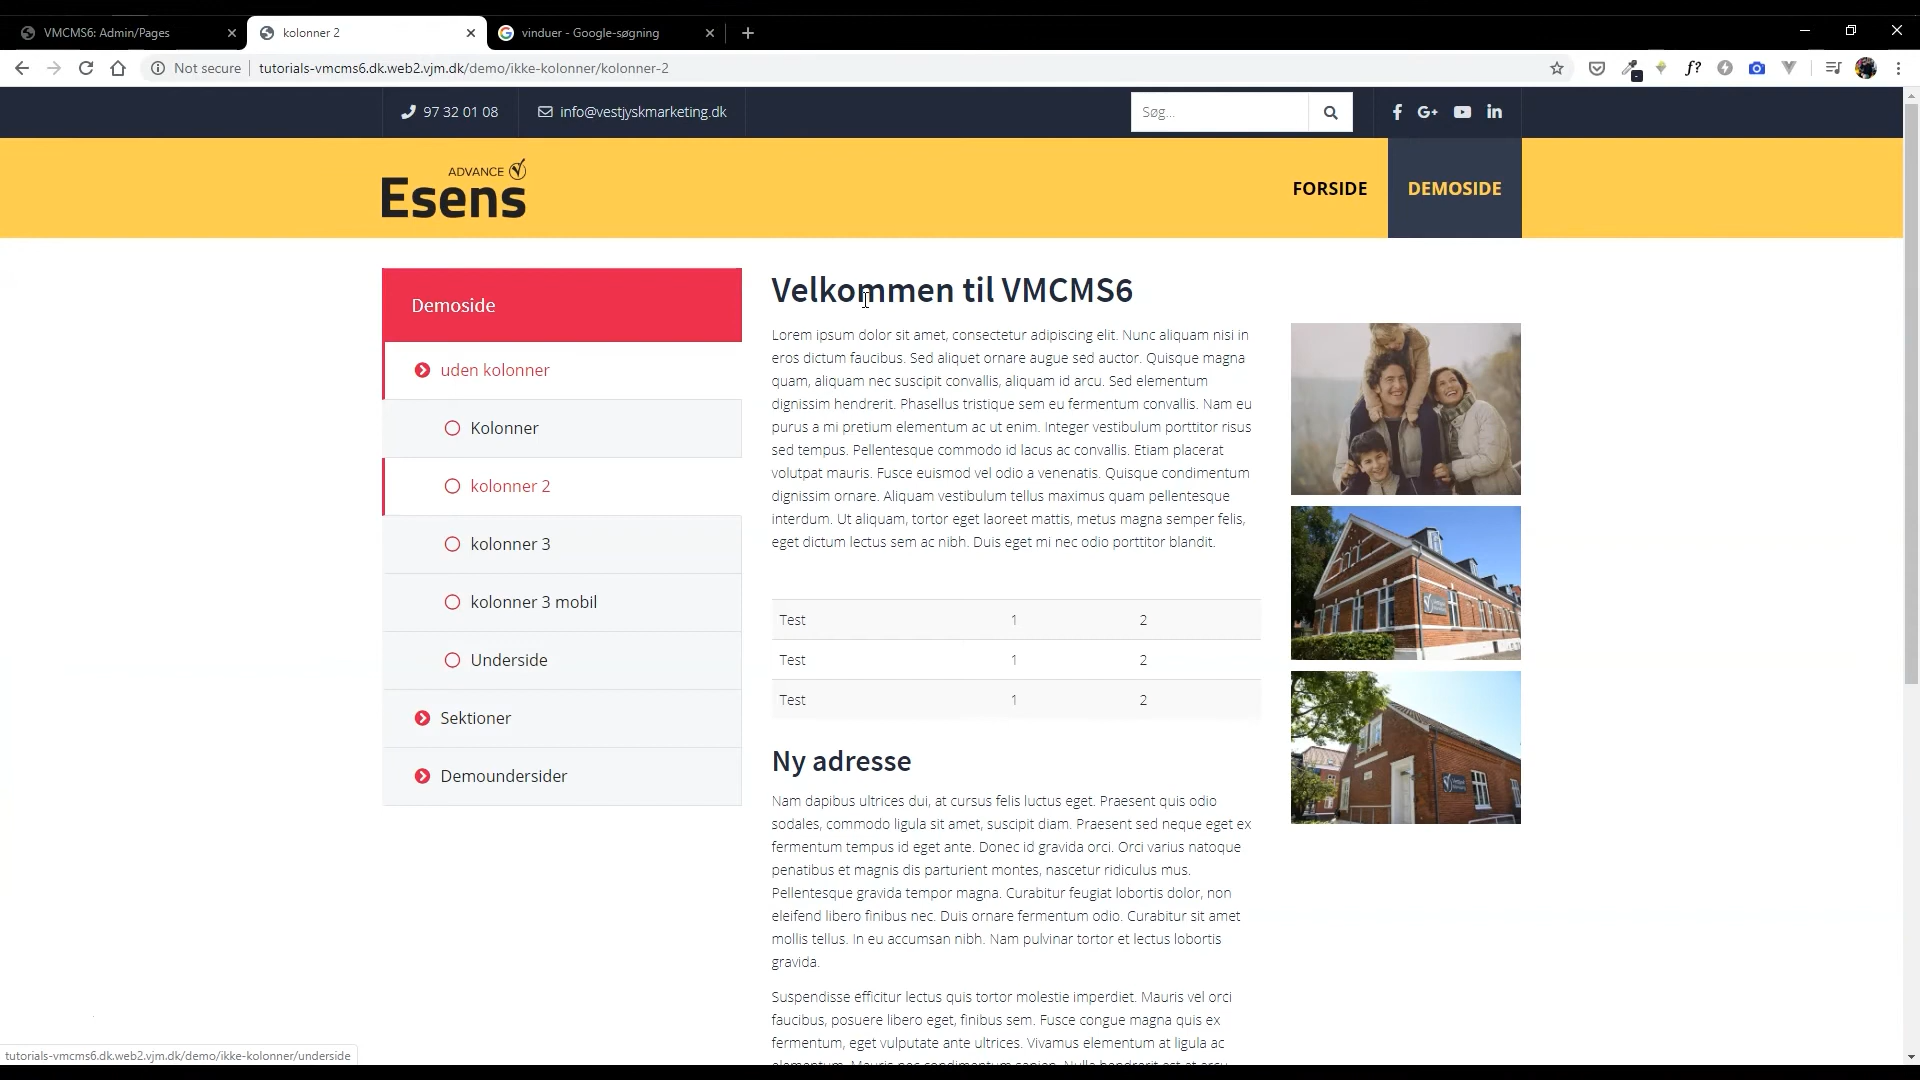 VMCMS6: Admin/Pages
kolonner 2
vinduer - Google-søgning
Not secure
tutorials-vmcms6.dk.web2.vjm.dk/demo/ikke-kolonner/kolonner-2
97 32 01 08
info@vestjyskmarketing.dk
Søg...
ADVANCE
Esens
FORSIDE
DEMOSIDE
Demoside
uden kolonner
Kolonner
kolonner 2
kolonner 3
kolonner 3 mobil
Underside
Sektioner
Demoundersider
Velkommen til VMCMS6
Lorem ipsum dolor sit amet, consectetur adipiscing elit. Nunc aliquam nisi in
eros dictum faucibus. Sed aliquet ornare augue sed auctor. Quisque magna
quam, aliquam nec suscipit convallis, aliquam id arcu. Sed elementum
dignissim hendrerit. Phasellus tristique sem eu fermentum convallis. Nam eu
purus a mi pretium elementum ac ut enim. Integer vestibulum porttitor risus
sed tempus. Pellentesque commodo id lacus ac convallis. Etiam placerat
volutpat mauris. Fusce euismod vel odio a venenatis. Quisque condimentum
dignissim ornare. Aliquam vestibulum tellus maximus quam pellentesque
interdum. Ut aliquam, tortor eget laoreet mattis, metus magna semper felis,
eget dictum lectus sem ac nibh. Duis eget mi nec odio porttitor blandit.
Test 1 2
Test 1 2
Test 1 2
Ny adresse
Nam dapibus ultrices dui, at cursus felis luctus eget. Praesent quis odio
sodales, commodo ligula sit amet, suscipit diam. Praesent sed neque eget ex
fermentum tempus id eget ante. Donec id gravida orci. Orci varius natoque
penatibus et magnis dis parturient montes, nascetur ridiculus mus.
Pellentesque gravida tempor magna. Curabitur feugiat lobortis dolor, non
eleifend libero finibus nec. Duis ornare fermentum odio. Curabitur sit amet
mollis tellus. In eu accumsan nibh. Nam pulvinar tortor et lectus lobortis
gravida.
Suspendisse efficitur lectus quis tortor molestie imperdiet. Mauris vel orci
faucibus, posuere libero eget, finibus sem. Fusce congue magna quis ex
fermentum, eget vulputate ante ultrices. Vivamus elementum at ligula ac
tutorials-vmcms6.dk.web2.vjm.dk/demo/ikke-kolonner/underside